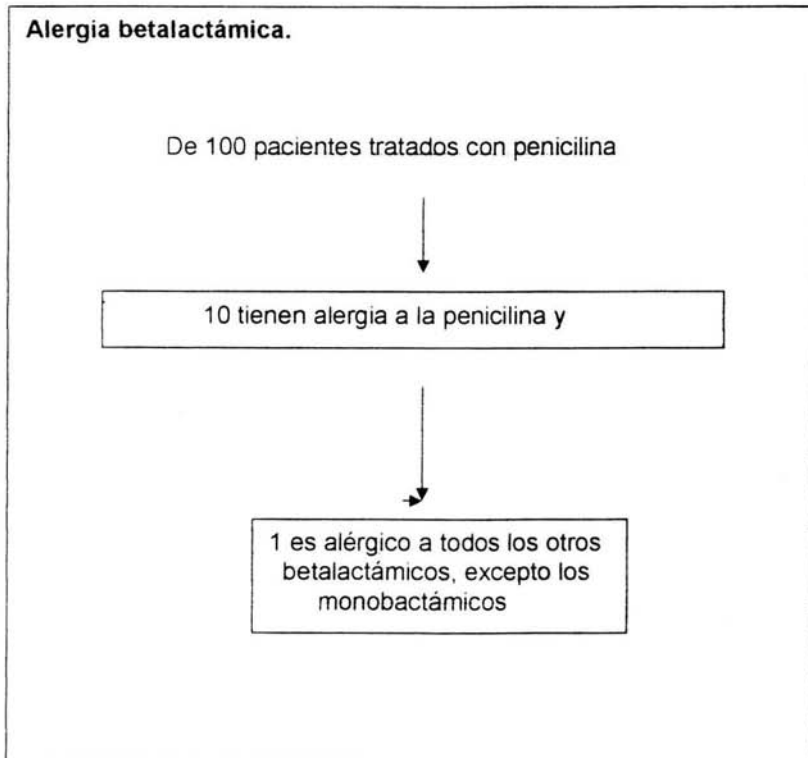 Alergia betalactámica.
De 100 pacientes tratados con penicilina
10 tienen alergia a la penicilina y
1 es alérgico a todos los otros
betalactámicos, excepto los
monobactámicos